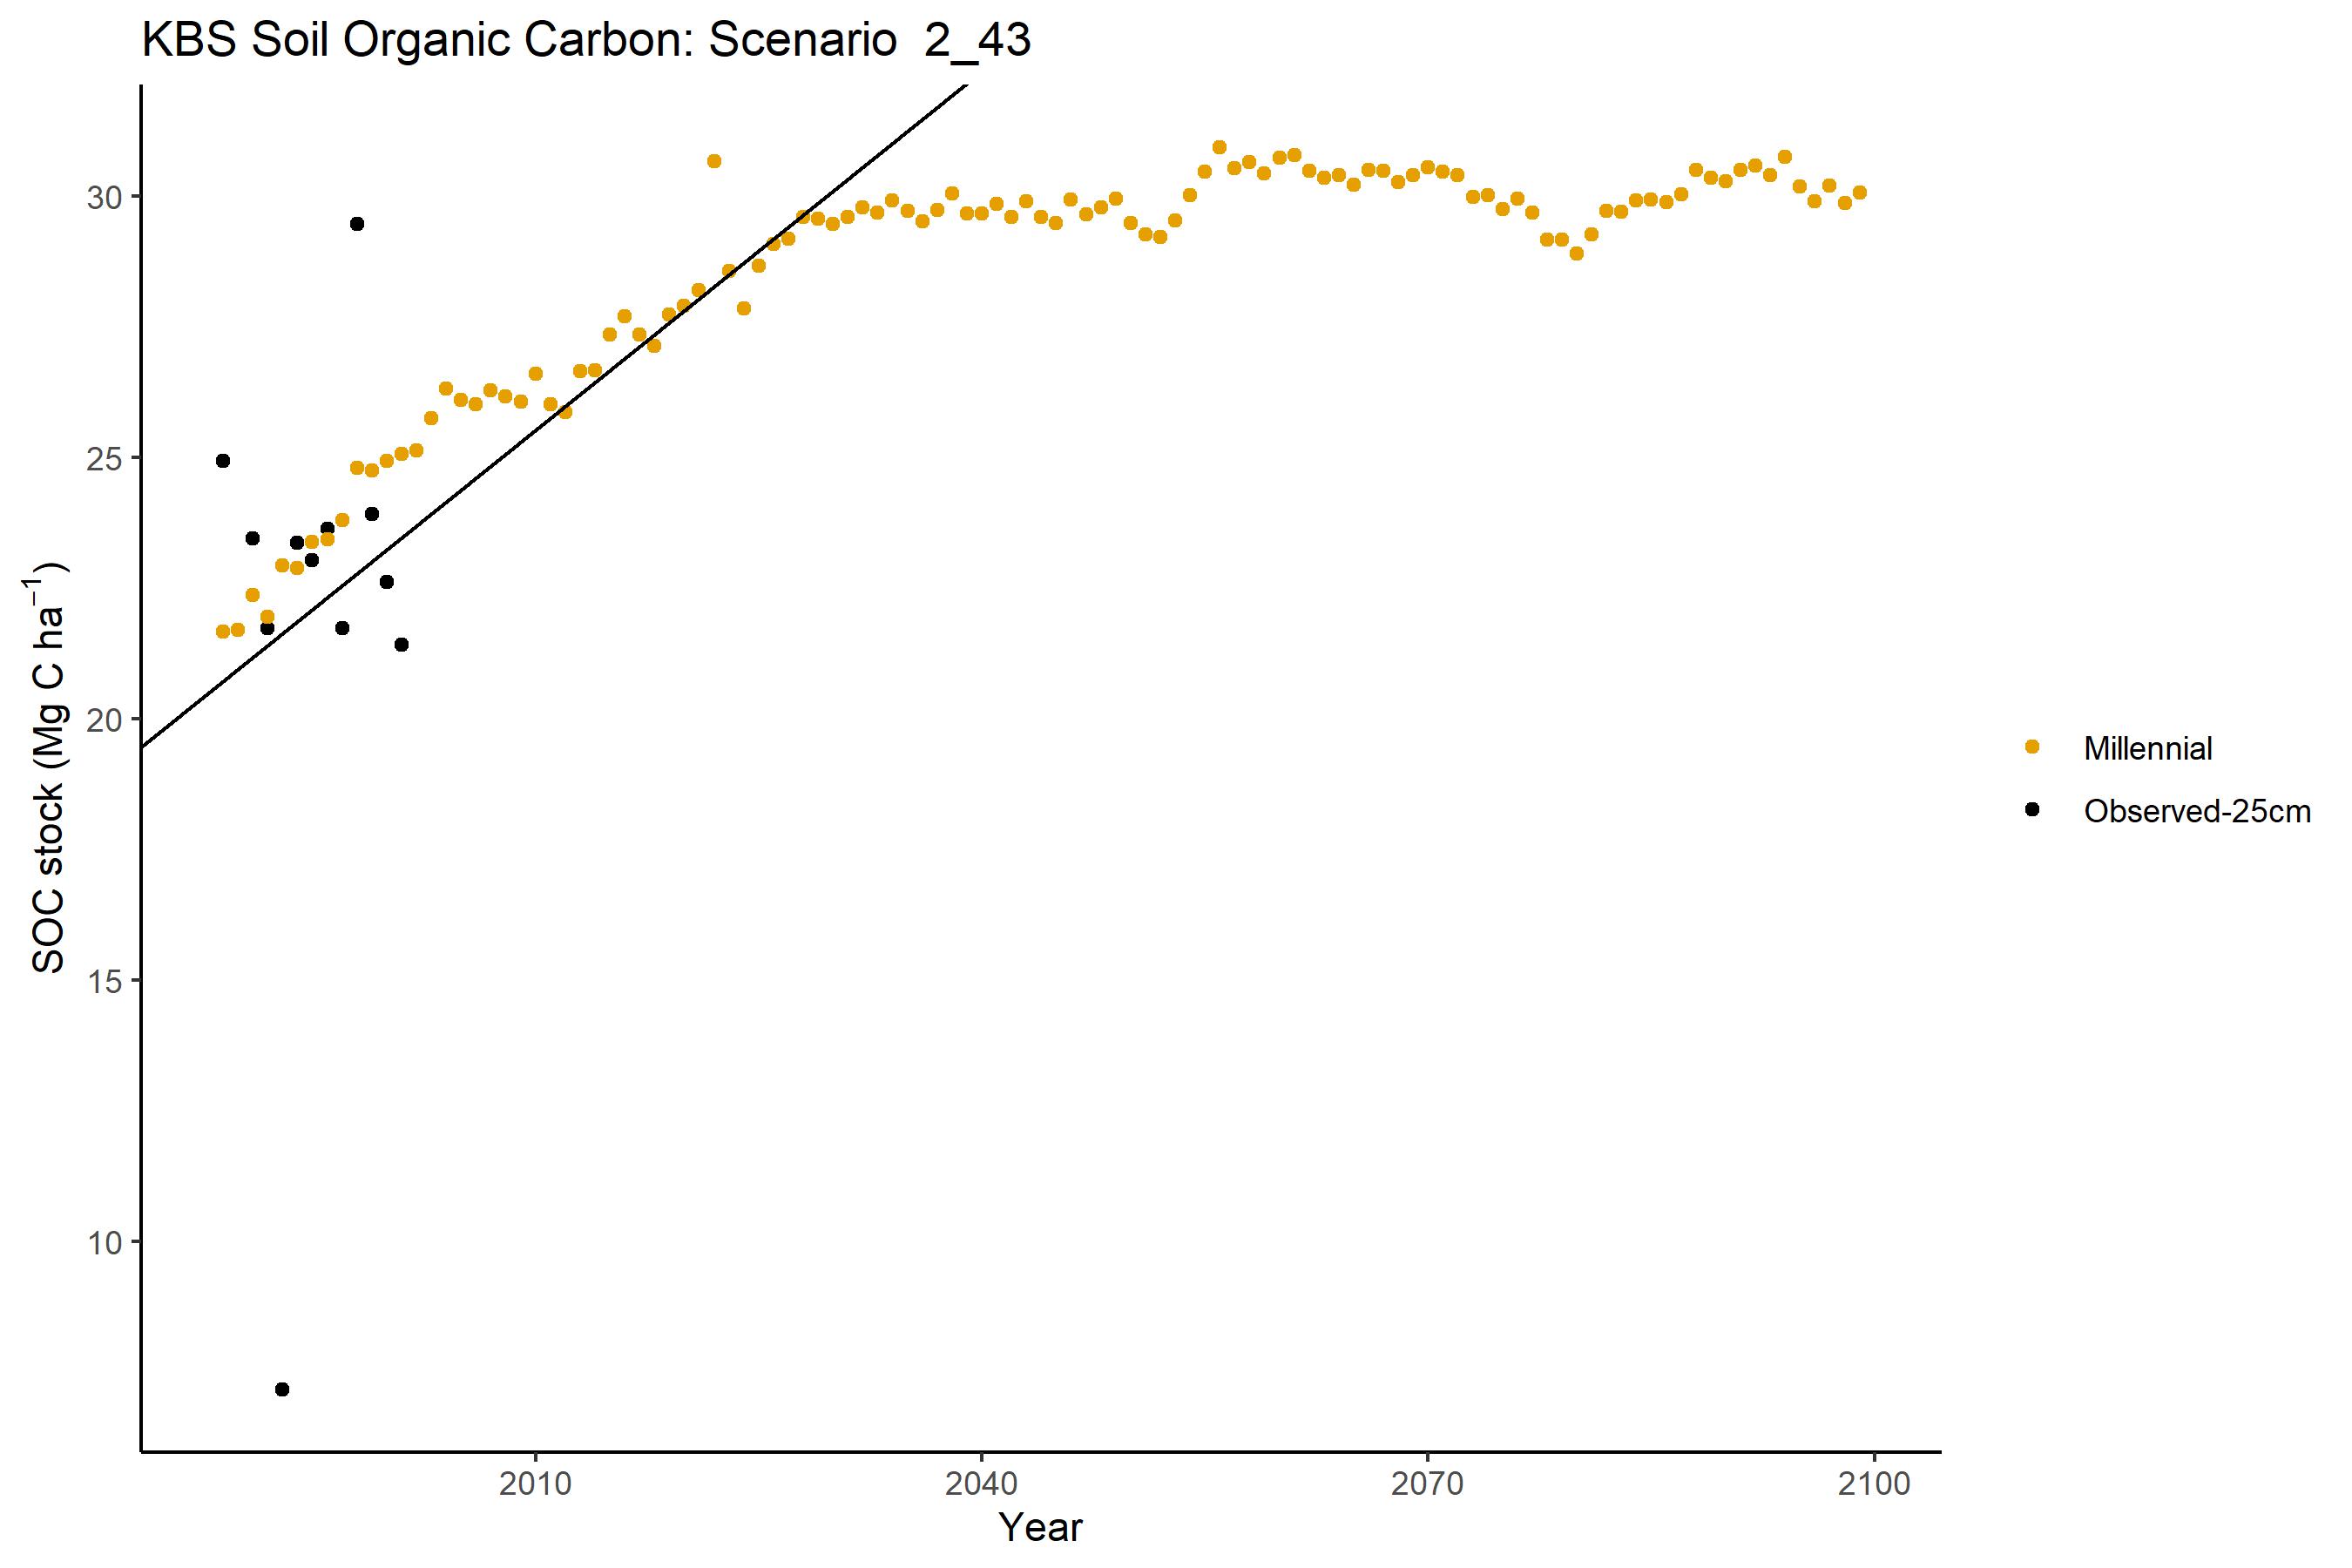 KBS Soil Organic Carbon: Scenario  2_43
SOC stock (Mg C ha⁻¹)
30
25
20
15
10
2010
2040
2070
2100
Year
Millennial
Observed-25cm